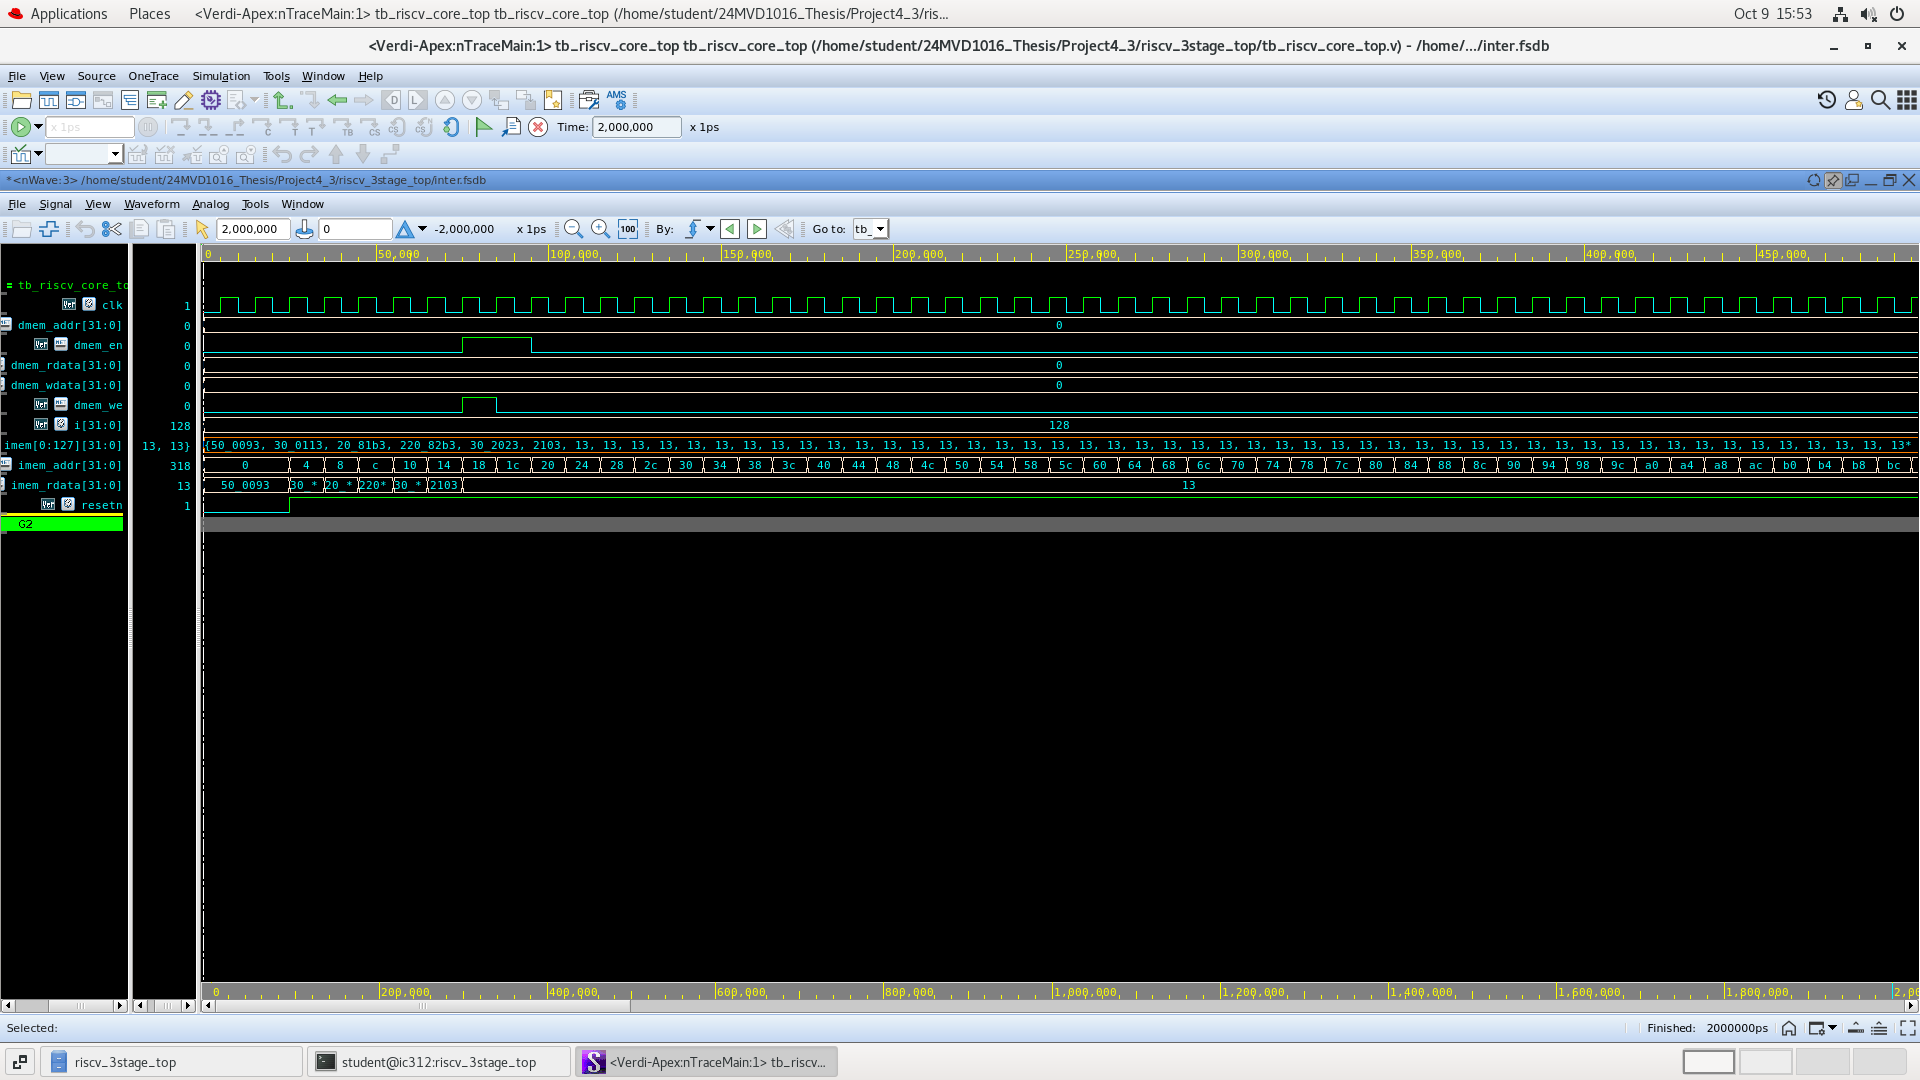 Applications Places <Verdi-Apex:nTraceMain:1> tb_riscv_core_top tb_riscv_core_top (/home/student/24MVD1016_Thesis/Project4_3/ris... Oct 9 15:53
<Verdi-Apex:nTraceMain:1> tb_riscv_core_top tb_riscv_core_top (/home/student/24MVD1016_Thesis/Project4_3/riscv_3stage_top/tb_riscv_core_top.v) - /home/.../inter.fsdb
File View Source OneTrace Simulation Tools Window Help
D L AMS
x 1ps C T T TB CS CS CS Time: 2,000,000 x 1ps
*<nWave:3> /home/student/24MVD1016_Thesis/Project4_3/riscv_3stage_top/inter.fsdb
File Signal View Waveform Analog Tools Window
2,000,000 0 -2,000,000 x 1ps 100 By: Go to: tb_
0 50,000 100,000 150,000 200,000 250,000 300,000 350,000 400,000 450,000
= tb_riscv_core_to
Ver clk 1
dmem_addr[31:0] 0 0
Ver dmem_en 0
dmem_rdata[31:0] 0 0
dmem_wdata[31:0] 0 0
Ver dmem_we 0
Ver i[31:0] 128 128
imem[0:127][31:0] 13, 13} {50_0093, 30_0113, 20_81b3, 220_82b3, 30_2023, 2103, 13, 13, 13, 13, 13, 13, 13, 13, 13, 13, 13, 13, 13, 13, 13, 13, 13, 13, 13, 13, 13, 13, 13, 13, 13, 13, 13, 13, 13, 13, 13, 13, 13, 13, 13, 13, 13, 13, 13, 13, 13, 13, 13, 13, 13, 13, 13*
imem_addr[31:0] 318 0 4 8 c 10 14 18 1c 20 24 28 2c 30 34 38 3c 40 44 48 4c 50 54 58 5c 60 64 68 6c 70 74 78 7c 80 84 88 8c 90 94 98 9c a0 a4 a8 ac b0 b4 b8 bc
imem_rdata[31:0] 13 50_0093 30_* 20_* 220* 30_* 2103 13
Ver resetn 1
G2
0 200,000 400,000 600,000 800,000 1,000,000 1,200,000 1,400,000 1,600,000 1,800,000 2,00
Selected: Finished: 2000000ps
riscv_3stage_top student@ic312:riscv_3stage_top S <Verdi-Apex:nTraceMain:1> tb_riscv...